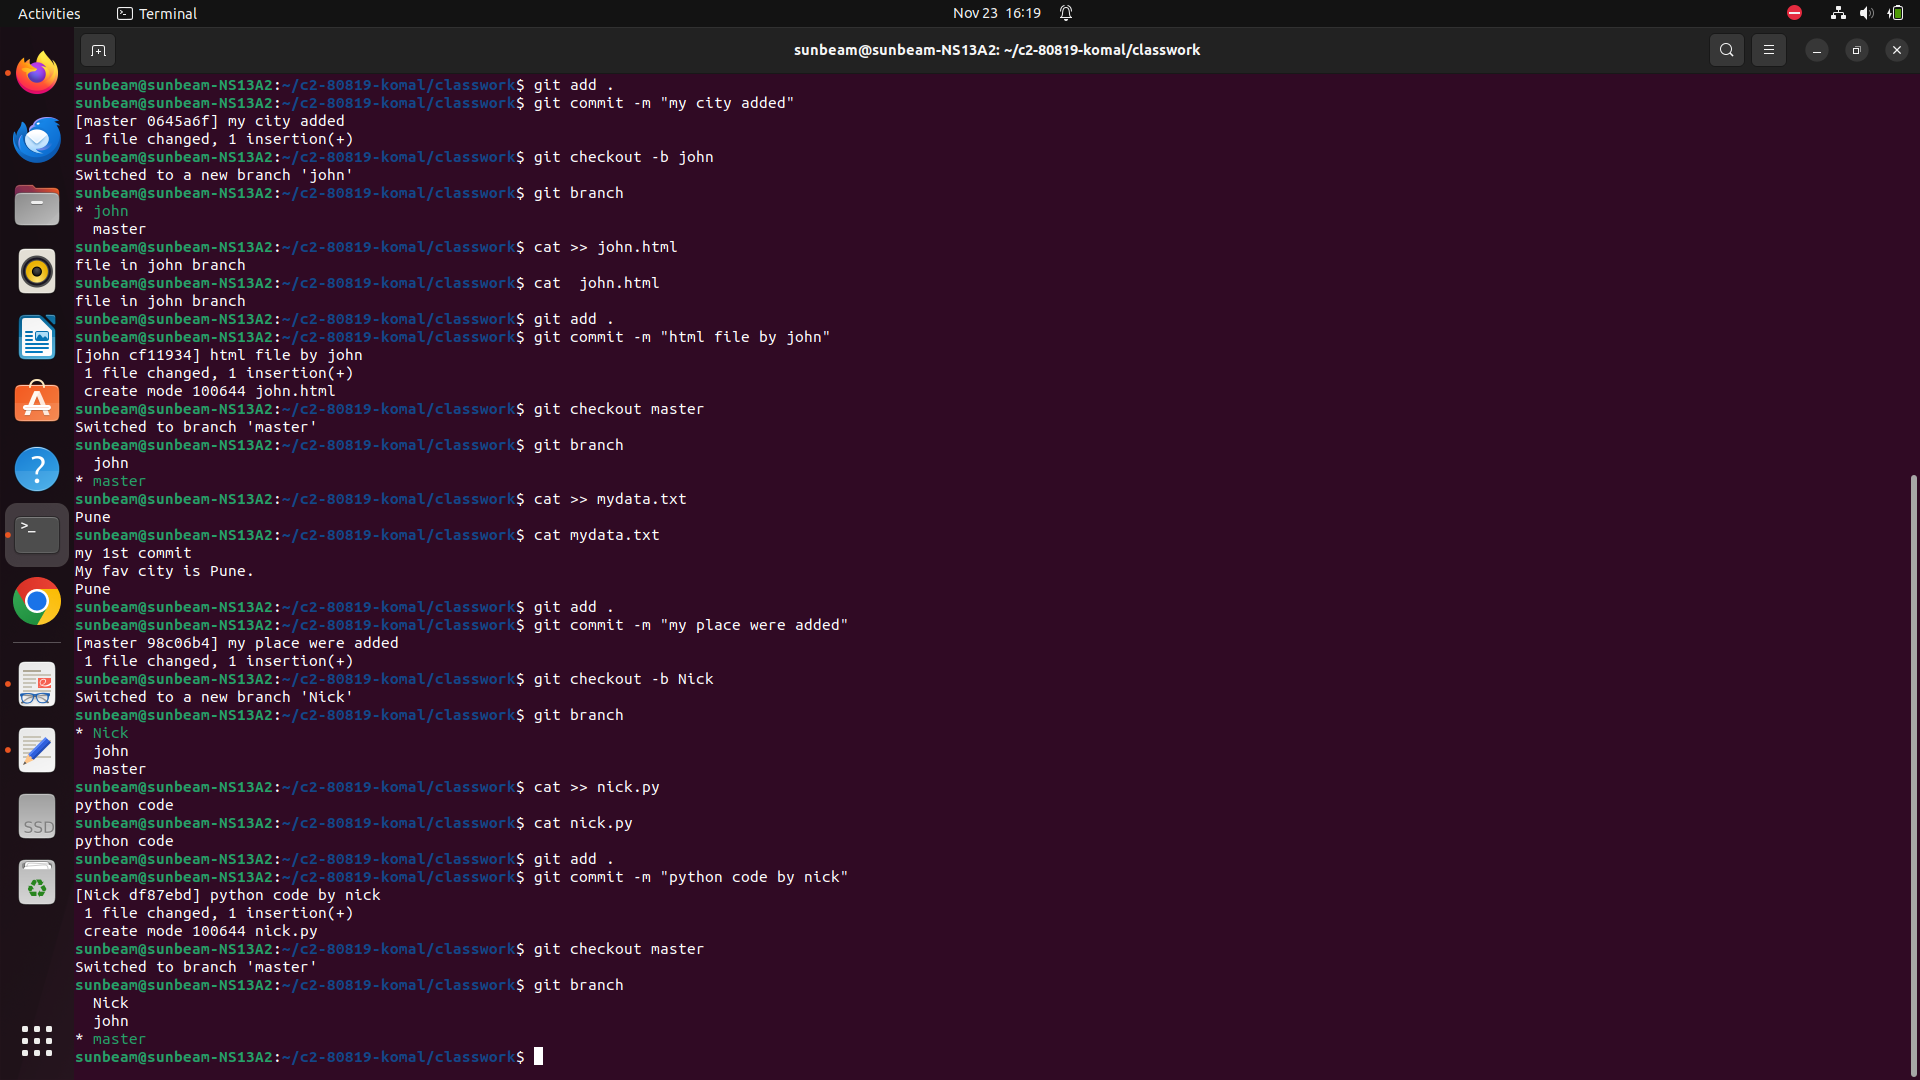 Activities Terminal Nov 23 16:19
sunbeam@sunbeam-NS13A2: ~/c2-80819-komal/classwork
sunbeam@sunbeam-NS13A2:~/c2-80819-komal/classwork$ git add .
sunbeam@sunbeam-NS13A2:~/c2-80819-komal/classwork$ git commit -m "my city added"
[master 0645a6f] my city added
 1 file changed, 1 insertion(+)
sunbeam@sunbeam-NS13A2:~/c2-80819-komal/classwork$ git checkout -b john
Switched to a new branch 'john'
sunbeam@sunbeam-NS13A2:~/c2-80819-komal/classwork$ git branch
* john
  master
sunbeam@sunbeam-NS13A2:~/c2-80819-komal/classwork$ cat >> john.html
file in john branch
sunbeam@sunbeam-NS13A2:~/c2-80819-komal/classwork$ cat  john.html
file in john branch
sunbeam@sunbeam-NS13A2:~/c2-80819-komal/classwork$ git add .
sunbeam@sunbeam-NS13A2:~/c2-80819-komal/classwork$ git commit -m "html file by john"
[john cf11934] html file by john
 1 file changed, 1 insertion(+)
 create mode 100644 john.html
sunbeam@sunbeam-NS13A2:~/c2-80819-komal/classwork$ git checkout master
Switched to branch 'master'
sunbeam@sunbeam-NS13A2:~/c2-80819-komal/classwork$ git branch
  john
* master
sunbeam@sunbeam-NS13A2:~/c2-80819-komal/classwork$ cat >> mydata.txt
Pune
sunbeam@sunbeam-NS13A2:~/c2-80819-komal/classwork$ cat mydata.txt
my 1st commit
My fav city is Pune.
Pune
sunbeam@sunbeam-NS13A2:~/c2-80819-komal/classwork$ git add .
sunbeam@sunbeam-NS13A2:~/c2-80819-komal/classwork$ git commit -m "my place were added"
[master 98c06b4] my place were added
 1 file changed, 1 insertion(+)
sunbeam@sunbeam-NS13A2:~/c2-80819-komal/classwork$ git checkout -b Nick
Switched to a new branch 'Nick'
sunbeam@sunbeam-NS13A2:~/c2-80819-komal/classwork$ git branch
* Nick
  john
  master
sunbeam@sunbeam-NS13A2:~/c2-80819-komal/classwork$ cat >> nick.py
python code
sunbeam@sunbeam-NS13A2:~/c2-80819-komal/classwork$ cat nick.py
python code
sunbeam@sunbeam-NS13A2:~/c2-80819-komal/classwork$ git add .
sunbeam@sunbeam-NS13A2:~/c2-80819-komal/classwork$ git commit -m "python code by nick"
[Nick df87ebd] python code by nick
 1 file changed, 1 insertion(+)
 create mode 100644 nick.py
sunbeam@sunbeam-NS13A2:~/c2-80819-komal/classwork$ git checkout master
Switched to branch 'master'
sunbeam@sunbeam-NS13A2:~/c2-80819-komal/classwork$ git branch
  Nick
  john
* master
sunbeam@sunbeam-NS13A2:~/c2-80819-komal/classwork$
SSD